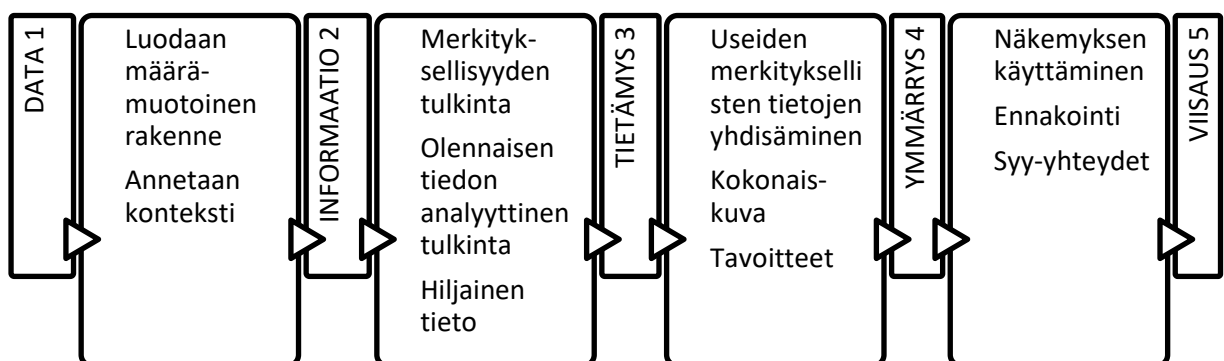 DATA 1
Luodaan
määrä-
muotoinen
rakenne
Annetaan
konteksti
INFORMAATIO 2
Merkityk-
sellisyyden
tulkinta
Olennaisen
tiedon
analyyttinen
tulkinta
Hiljainen
tieto
TIETÄMYS 3
Useiden
merkitykselli
sten tietojen
yhdisäminen
Kokonais-
kuva
Tavoitteet
YMMÄRRYS 4
Näkemyksen
käyttäminen
Ennakointi
Syy-yhteydet
VIISAUS 5